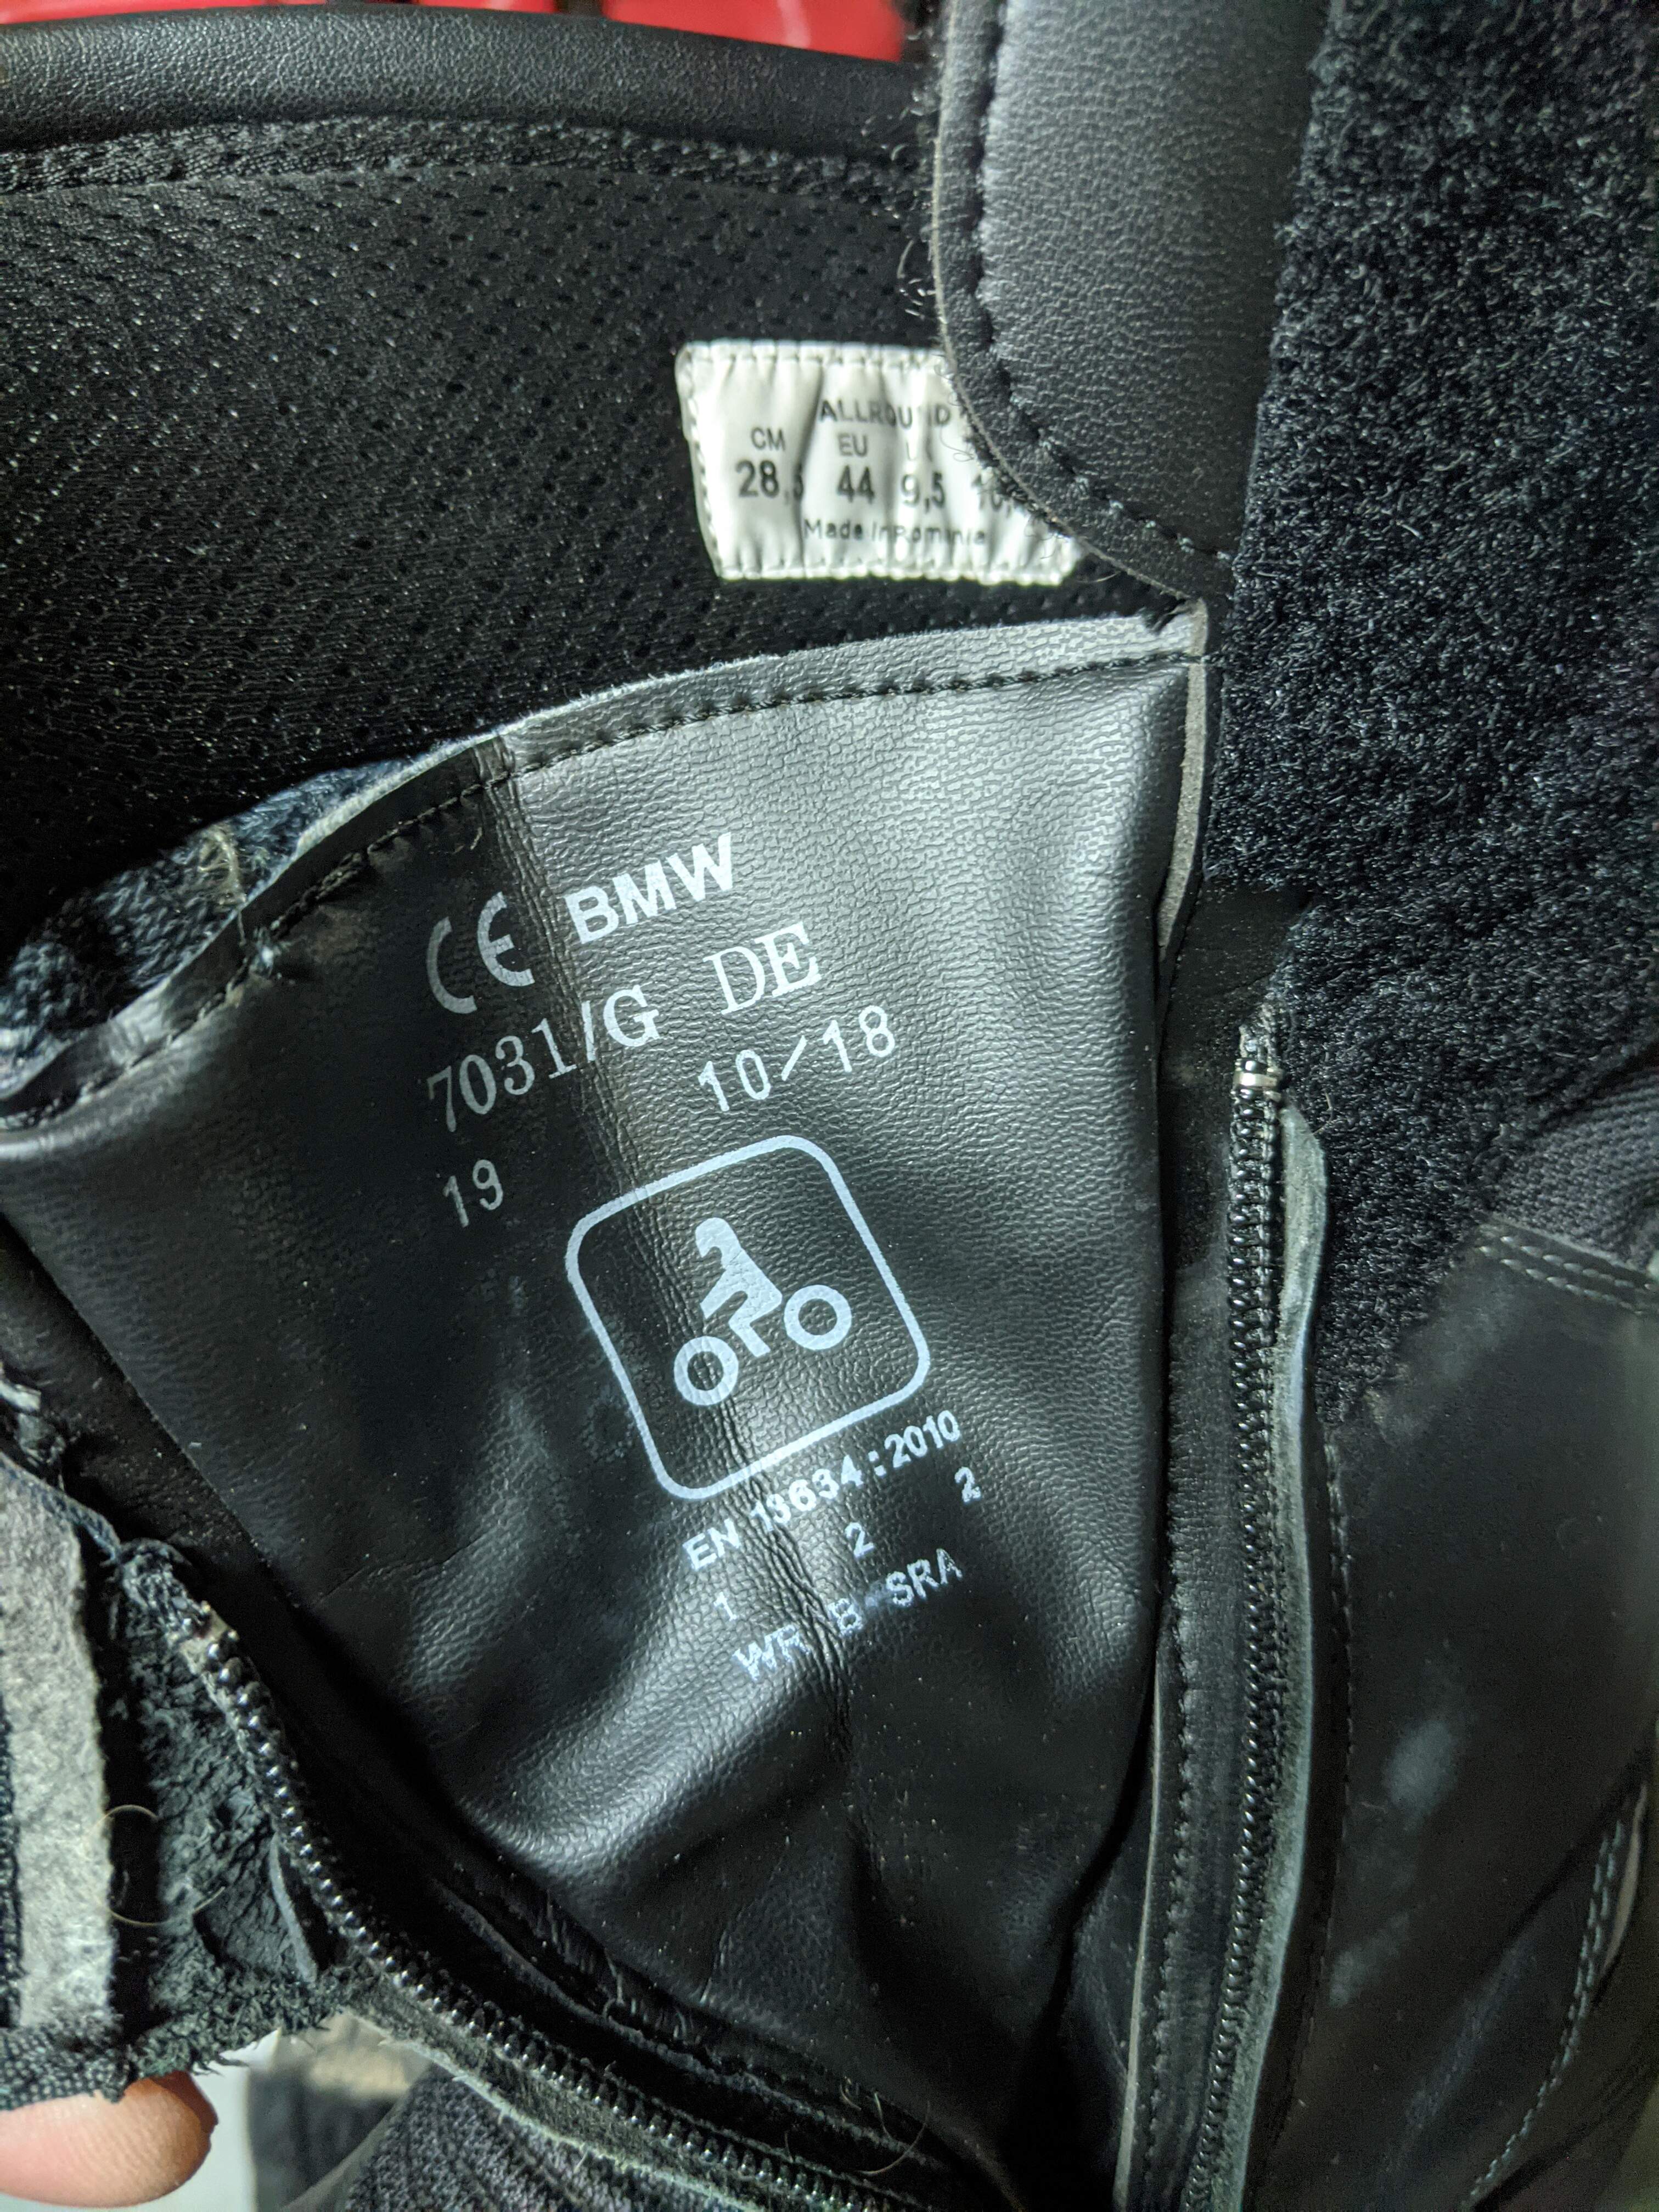 ALLROUND
CM EU
28,5 44 9,5
Made in Romania
CE BMW
7031/G DE
10/18
19
EN 13634:2010
1 2 2
WR B SRA